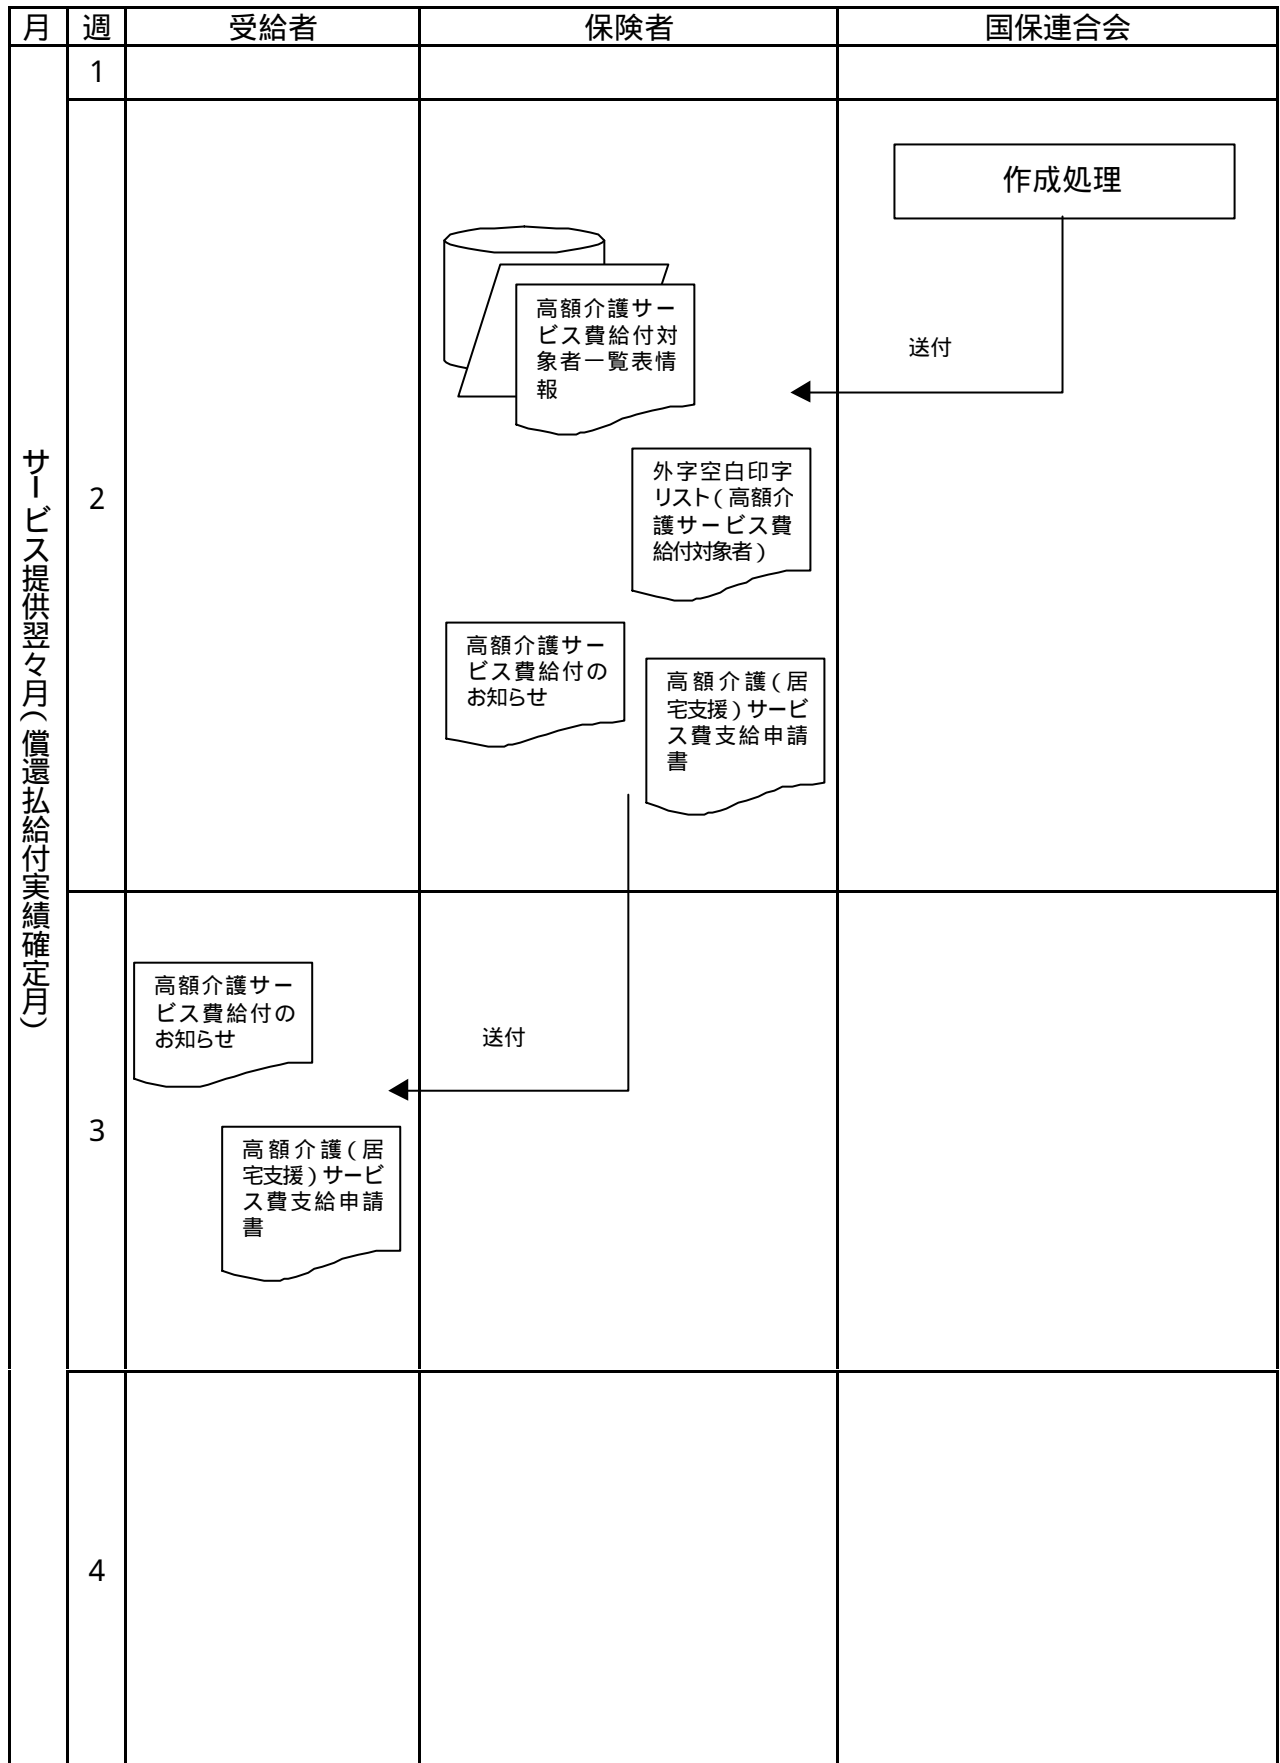 月 週 受給者 保険者 国保連合会
サービス提供翌々月(償還払給付実績確定月)
1
2
作成処理
高額介護サー
ビス費給付対
象者一覧表情
報
送付
外字空白印字
リスト(高額介
護サービス費
給付対象者)
高額介護サー
ビス費給付の
お知らせ
高額介護(居
宅支援)サービ
ス費支給申請
書
3
高額介護サー
ビス費給付の
お知らせ
送付
高額介護(居
宅支援)サービ
ス費支給申請
書
4